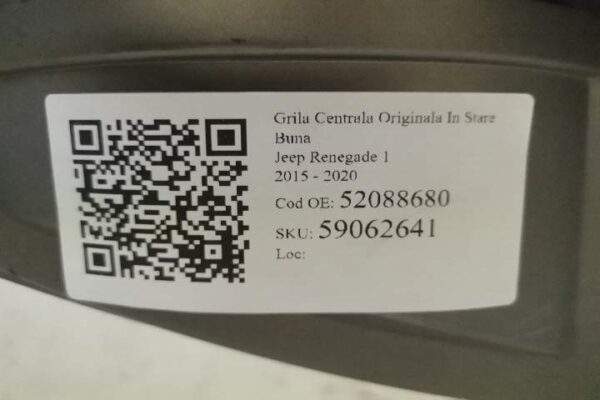 Grila Centrala Originala In Stare
Buna
Jeep Renegade 1
2015 - 2020
Cod OE: 52088680
SKU: 59062641
Loc: